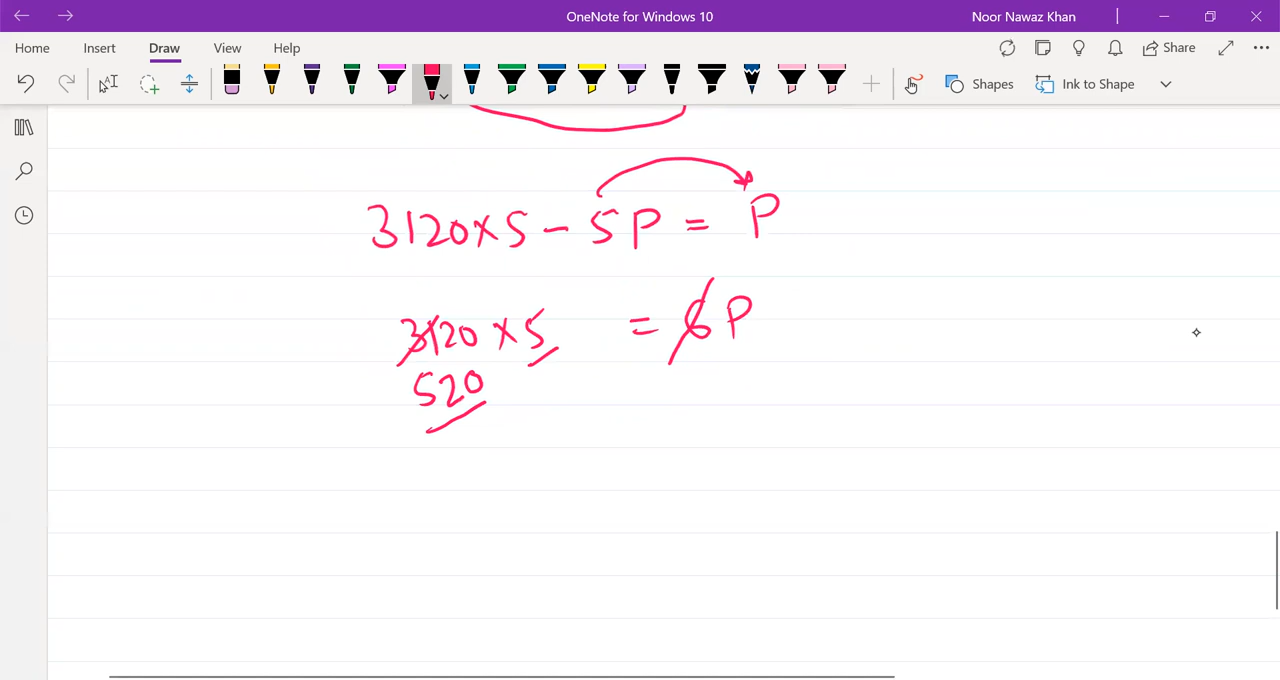 OneNote for Windows 10
Noor Nawaz Khan
Home Insert Draw View Help
Share
Shapes
Ink to Shape
3120×5 - 5P = P
3120 × 5 = 6P
520